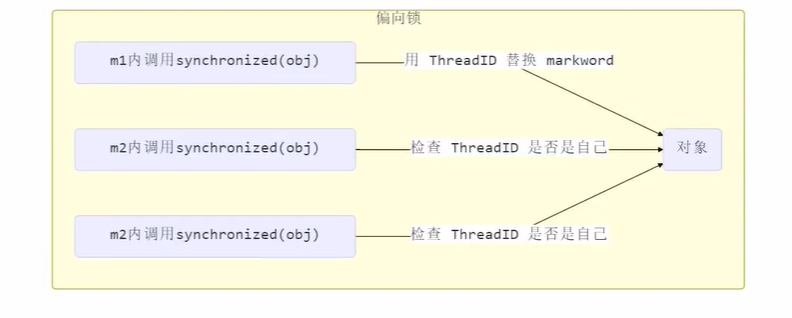 偏向锁
m1内调用synchronized(obj)
用 ThreadID 替换 markword
m2内调用synchronized(obj)
检查 ThreadID 是否是自己
对象
m2内调用synchronized(obj)
检查 ThreadID 是否是自己